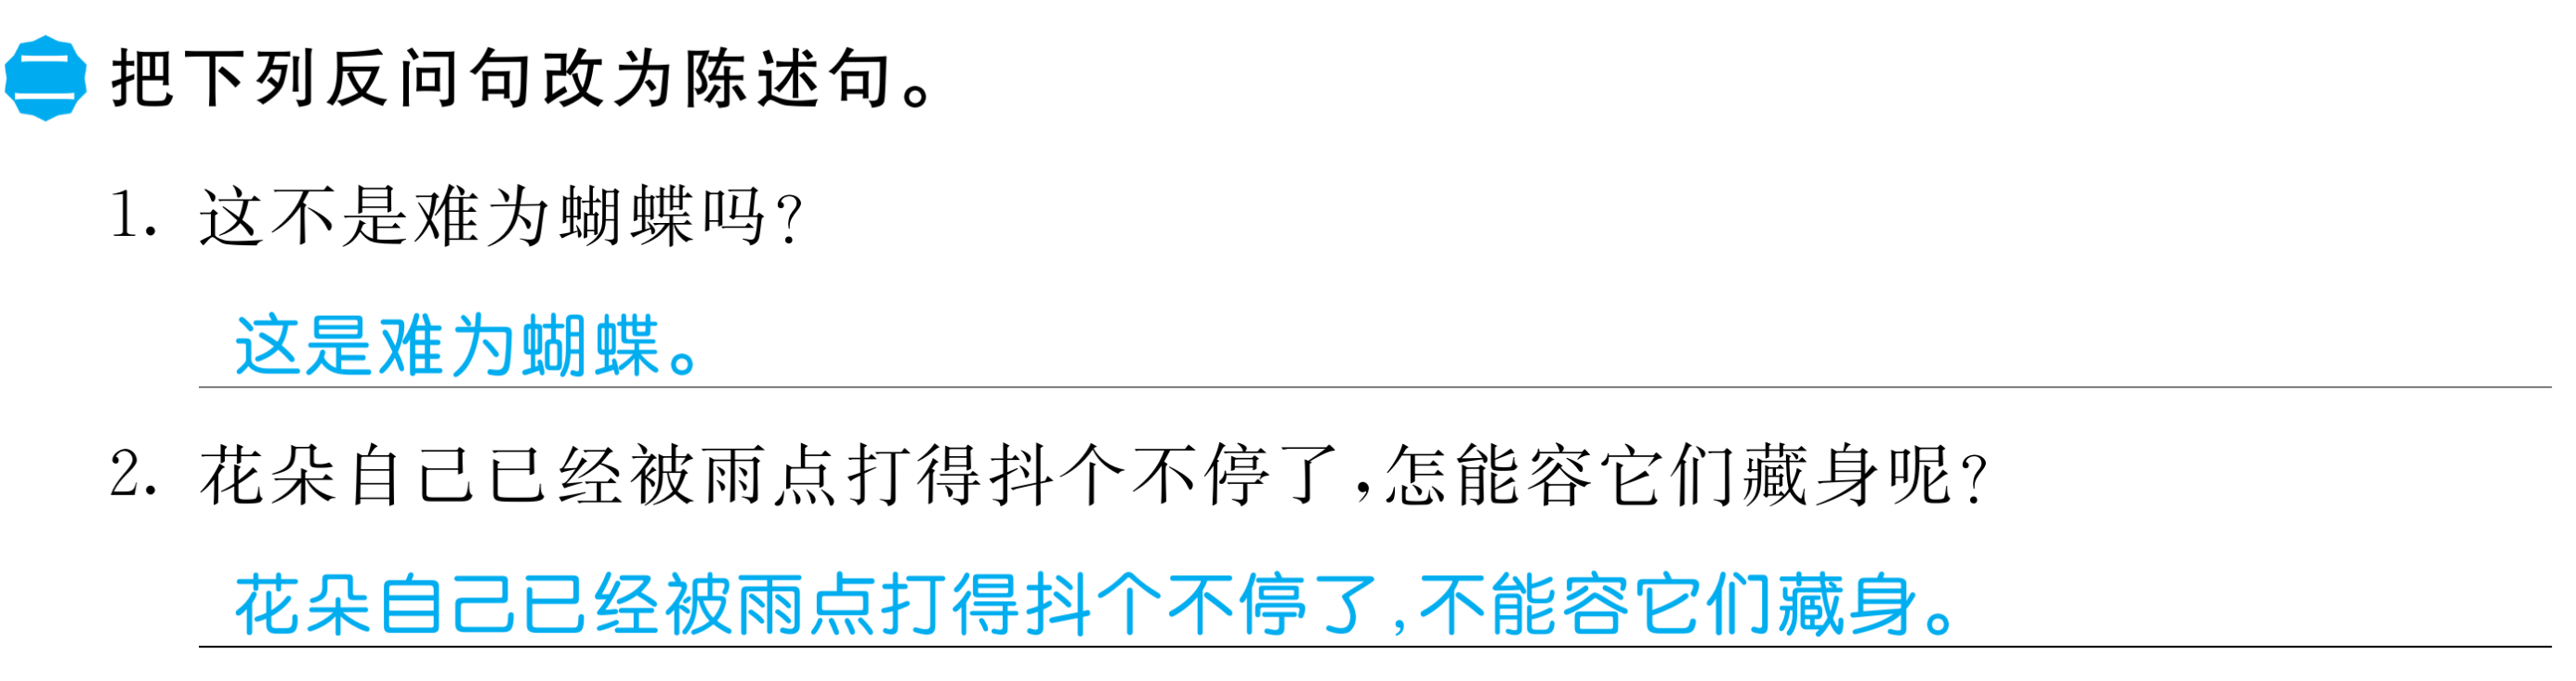 二 把下列反问句改为陈述句。
1. 这不是难为蝴蝶吗?
这是难为蝴蝶。
2. 花朵自己已经被雨点打得抖个不停了,怎能容它们藏身呢?
花朵自己已经被雨点打得抖个不停了,不能容它们藏身。